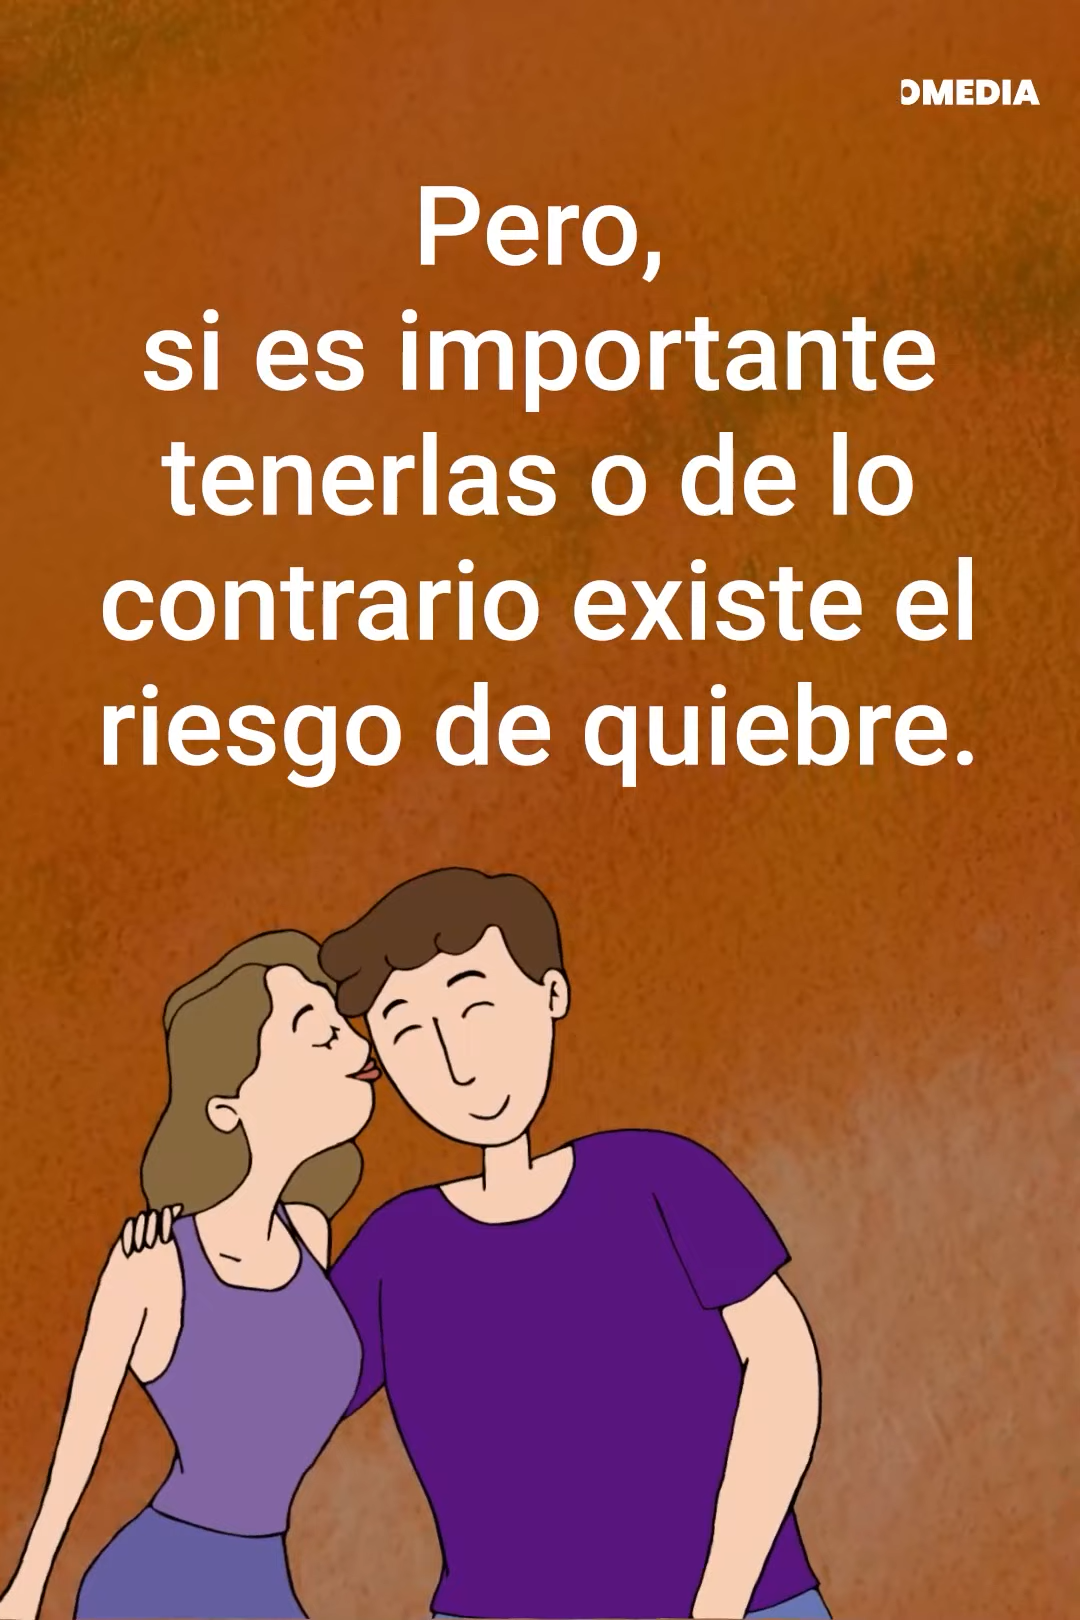 OMEDIA
Pero,
si es importante
tenerlas o de lo
contrario existe el
riesgo de quiebre.